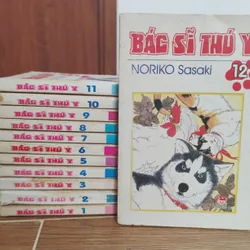 BÁC SĨ THÚ Y 11
BÁC SĨ THÚ Y 10
BÁC SĨ THÚ Y 9
BÁC SĨ THÚ Y 8
BÁC SĨ THÚ Y 7
BÁC SĨ THÚ Y 6
BÁC SĨ THÚ Y 5
BÁC SĨ THÚ Y 4
BÁC SĨ THÚ Y 3
BÁC SĨ THÚ Y 2
BÁC SĨ THÚ Y 1
BÁC SĨ THÚ Y
NORIKO Sasaki
12